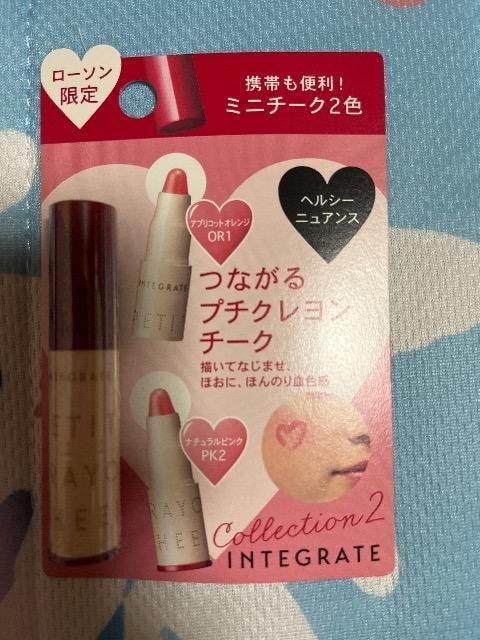 ローソン
限定
携帯も便利!
ミニチーク2色
アプリコットオレンジ
OR1
ヘルシー
ニュアンス
INTEGRATE
PETI
つながる
プチクレヨン
チーク
描いてなじませ、
ほおに、ほんのり血色感
ナチュラルピンク
PK2
Collection2
INTEGRATE